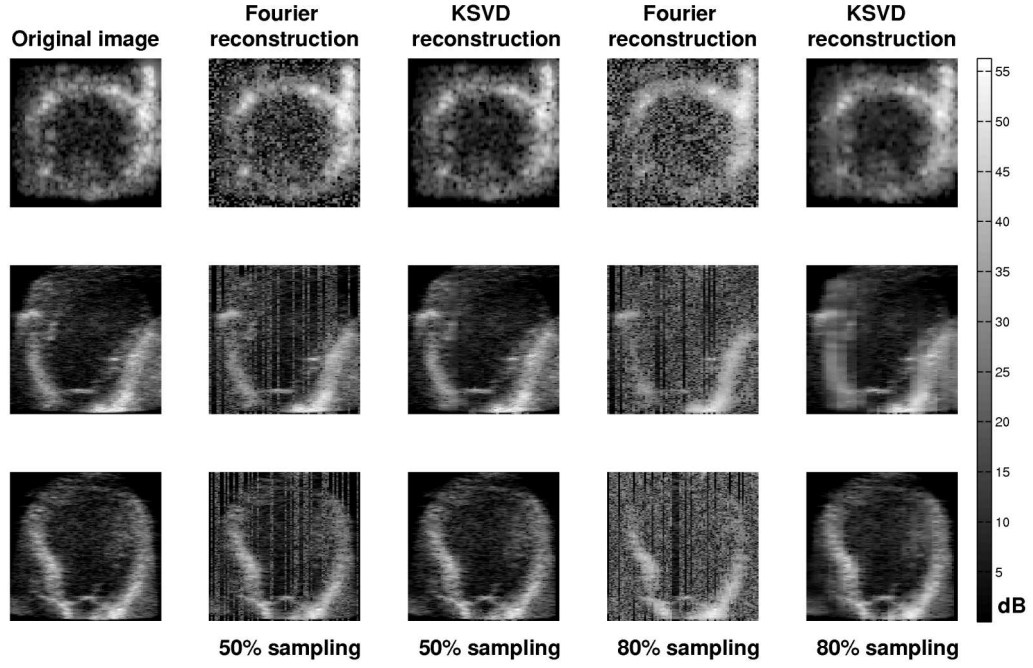 Original image
Fourier
reconstruction
KSVD
reconstruction
Fourier
reconstruction
KSVD
reconstruction
55
50
45
40
35
30
25
20
15
10
5
dB
50% sampling
50% sampling
80% sampling
80% sampling